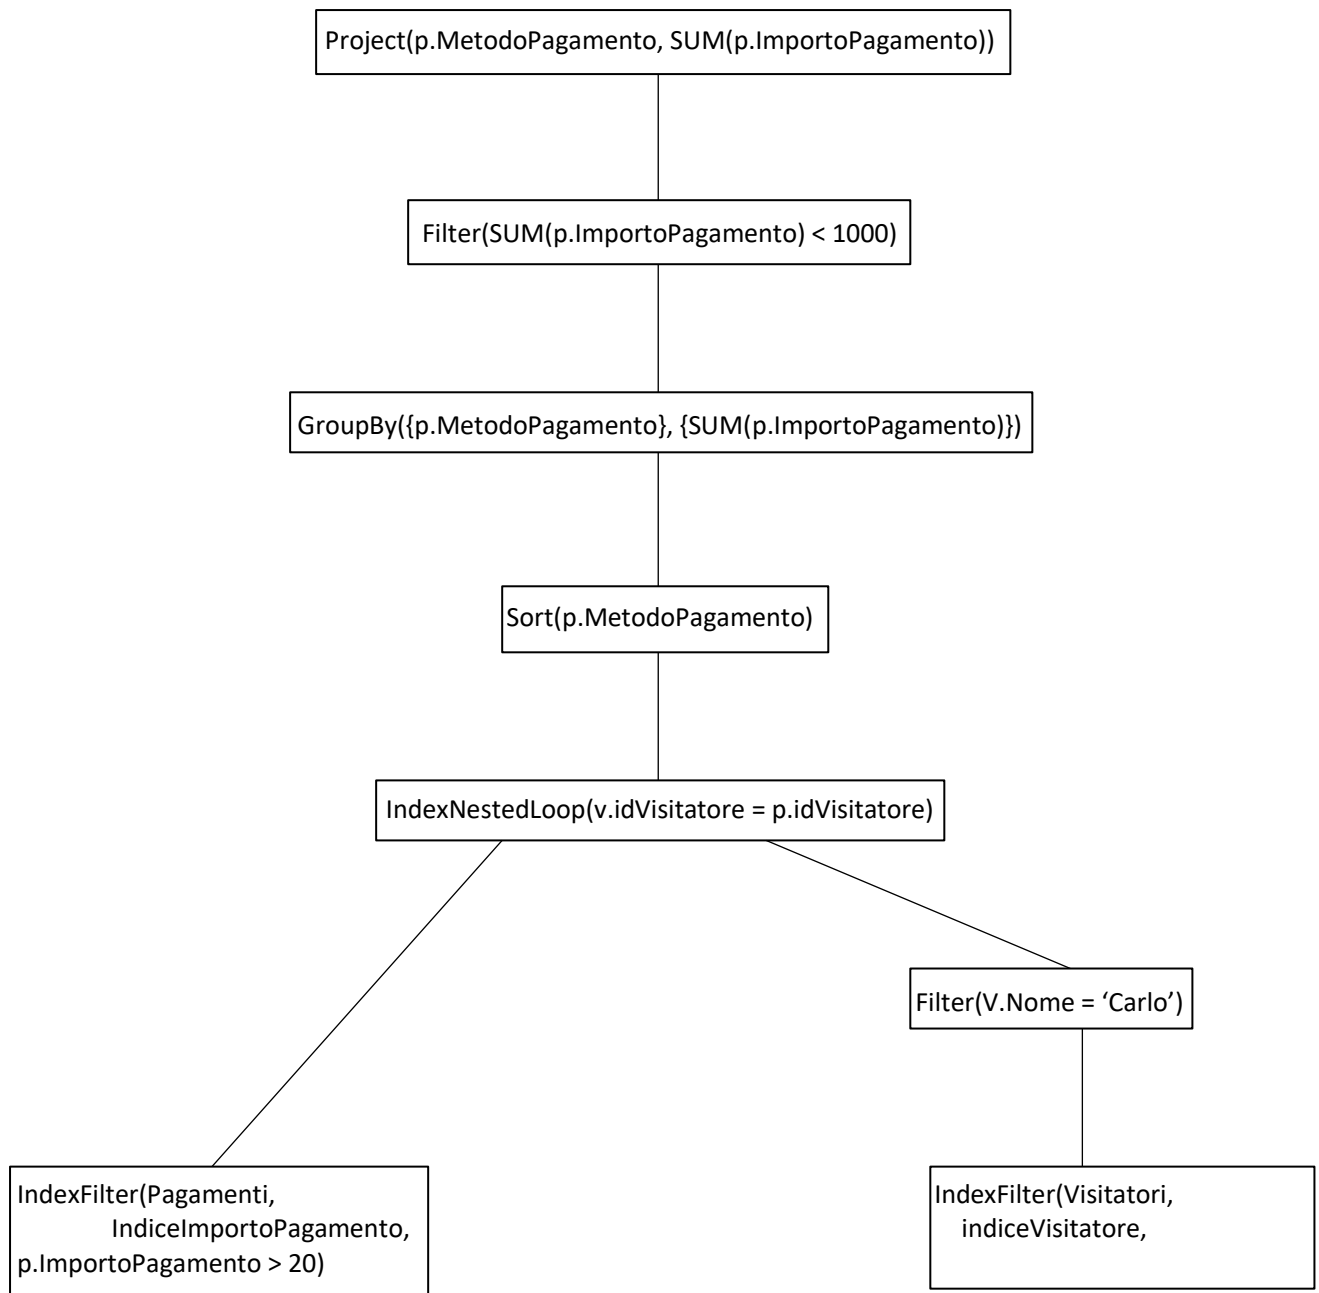 Project(p.MetodoPagamento, SUM(p.ImportoPagamento))
Filter(SUM(p.ImportoPagamento) < 1000)
GroupBy({p.MetodoPagamento}, {SUM(p.ImportoPagamento)})
Sort(p.MetodoPagamento)
IndexNestedLoop(v.idVisitatore = p.idVisitatore)
Filter(V.Nome = ‘Carlo’)
IndexFilter(Pagamenti,
IndiceImportoPagamento,
p.ImportoPagamento > 20)
IndexFilter(Visitatori,
indiceVisitatore,